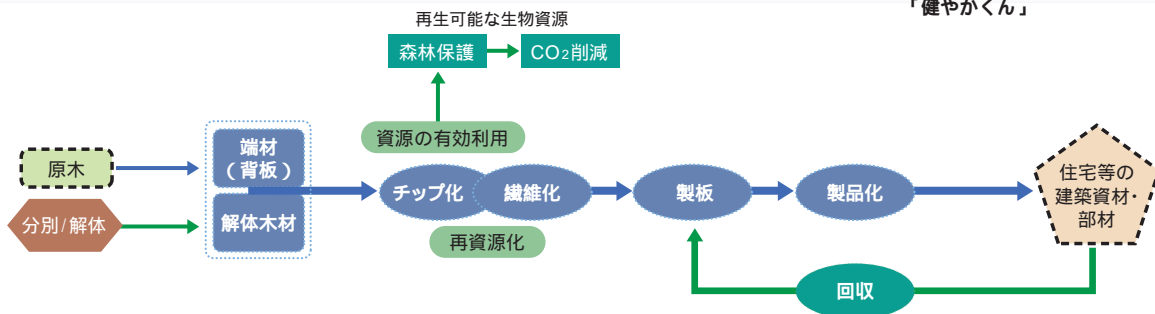 「健やかくん」
再生可能な生物資源
森林保護
CO₂削減
資源の有効利用
原木
端材
（背板）
チップ化
繊維化
製板
製品化
住宅等の
建築資材・
部材
分別/解体
解体木材
再資源化
回収